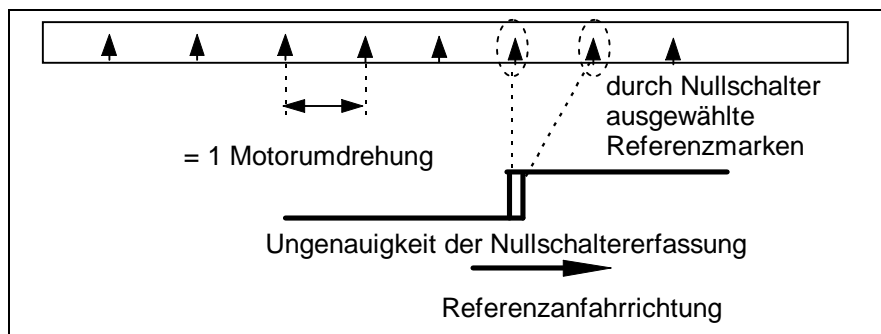 durch Nullschalter
ausgewählte
Referenzmarken
= 1 Motorumdrehung
Ungenauigkeit der Nullschaltererfassung
Referenzanfahrrichtung